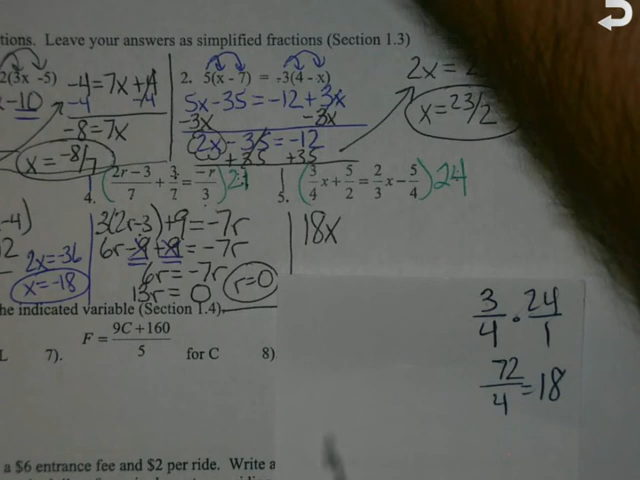 tions. Leave your answers as simplified fractions (Section 1.3)
2(3x -5)
-10
-4 = 7x + 4
-4 -4
-8 = 7x
x = -8/7
2. 5(x - 7) = -3(4 - x)
5x - 35 = -12 + 3x
-3x -3x
2x - 35 = -12
+35 +35
2x =
x = 23/2
4. (2r - 3/7 + 3/7 = -r/3)21
3(2r-3) + 9 = -7r
6r - 9 + 9 = -7r
6r = -7r
13r = 0
r = 0
-4)
2x = -36
x = -18
5. (3/4 x + 5/2 = 2/3 x - 5/4)24
18x
3/4 · 24/1
72/4 = 18
he indicated variable (Section 1.4).
7). F = 9C + 160/5 for C 8)
a $6 entrance fee and $2 per ride. Write a